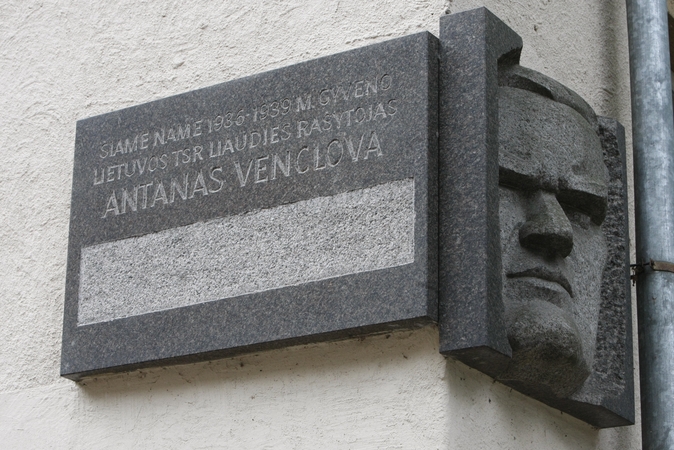 ŠIAME NAME 1936-1939 M. GYVENO
LIETUVOS TSR LIAUDIES RAŠYTOJAS
ANTANAS VENCLOVA